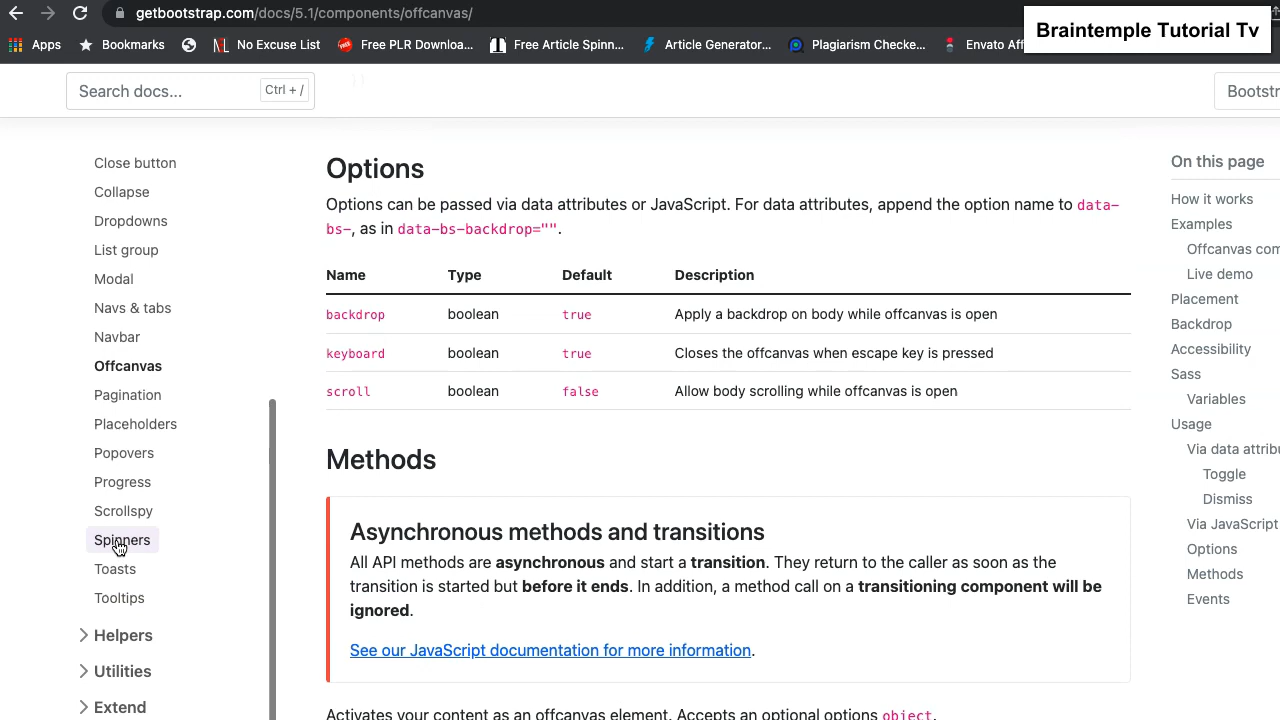 getbootstrap.com/docs/5.1/components/offcanvas/
Braintemple Tutorial Tv
Apps
Bookmarks
No Excuse List
Free PLR Downloa...
Free Article Spinn...
Article Generator...
Plagiarism Checke...
Envato Aff
Search docs...
Ctrl + /
Bootstr
Close button
Collapse
Dropdowns
List group
Modal
Navs & tabs
Navbar
Offcanvas
Pagination
Placeholders
Popovers
Progress
Scrollspy
Spinners
Toasts
Tooltips
Helpers
Utilities
Extend
Options
Options can be passed via data attributes or JavaScript. For data attributes, append the option name to data-
bs-, as in data-bs-backdrop="".
Name Type Default Description
backdrop boolean true Apply a backdrop on body while offcanvas is open
keyboard boolean true Closes the offcanvas when escape key is pressed
scroll boolean false Allow body scrolling while offcanvas is open
Methods
Asynchronous methods and transitions
All API methods are asynchronous and start a transition. They return to the caller as soon as the
transition is started but before it ends. In addition, a method call on a transitioning component will be
ignored.
See our JavaScript documentation for more information.
Activates your content as an offcanvas element. Accepts an optional options object.
On this page
How it works
Examples
Offcanvas com
Live demo
Placement
Backdrop
Accessibility
Sass
Variables
Usage
Via data attribu
Toggle
Dismiss
Via JavaScript
Options
Methods
Events